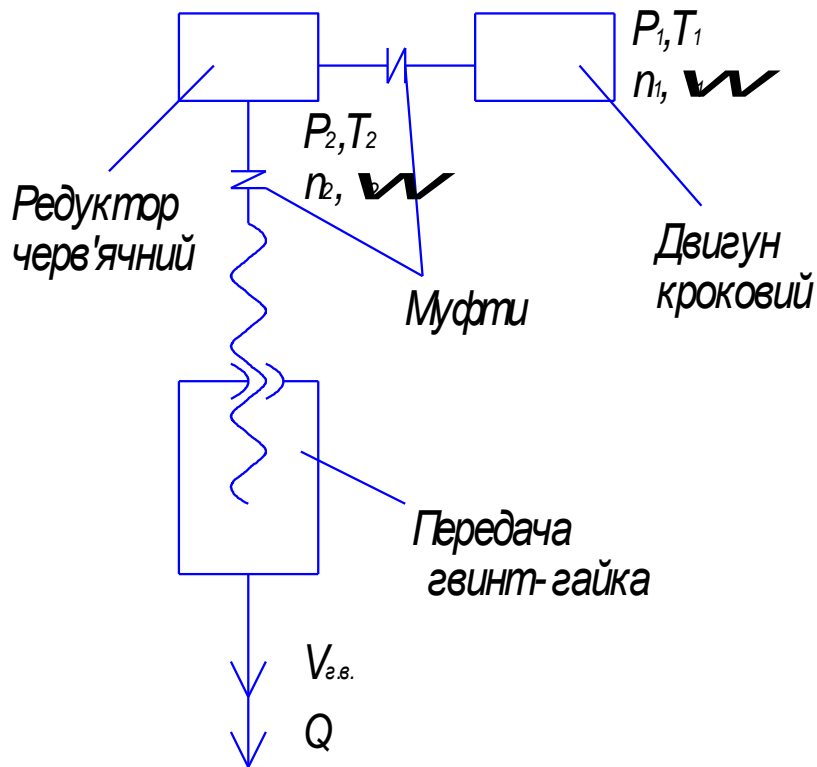 P₁,T₁
n₁,
P₂,T₂
n₂,
Редуктор
черв'ячний
Двигун
кроковий
Муфти
Передача
гвинт-гайка
Vг.в.
Q